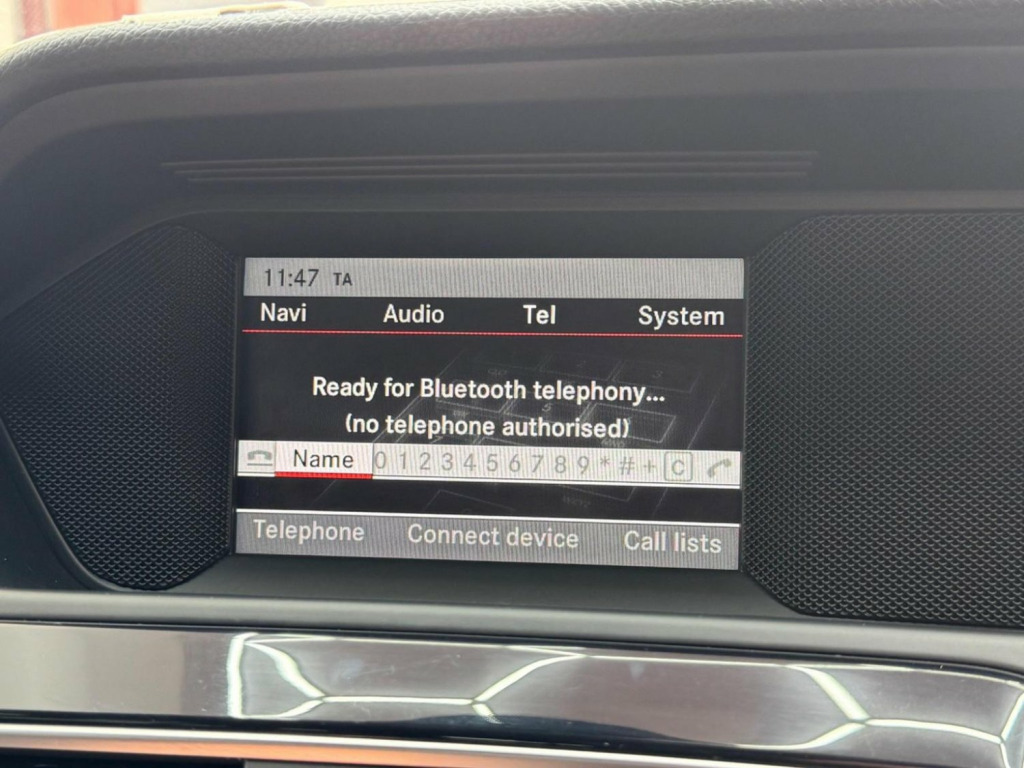 11:47 TA
Navi Audio Tel System
Ready for Bluetooth telephony...
(no telephone authorised)
Name 0 1 2 3 4 5 6 7 8 9 * # + C
Telephone Connect device Call lists